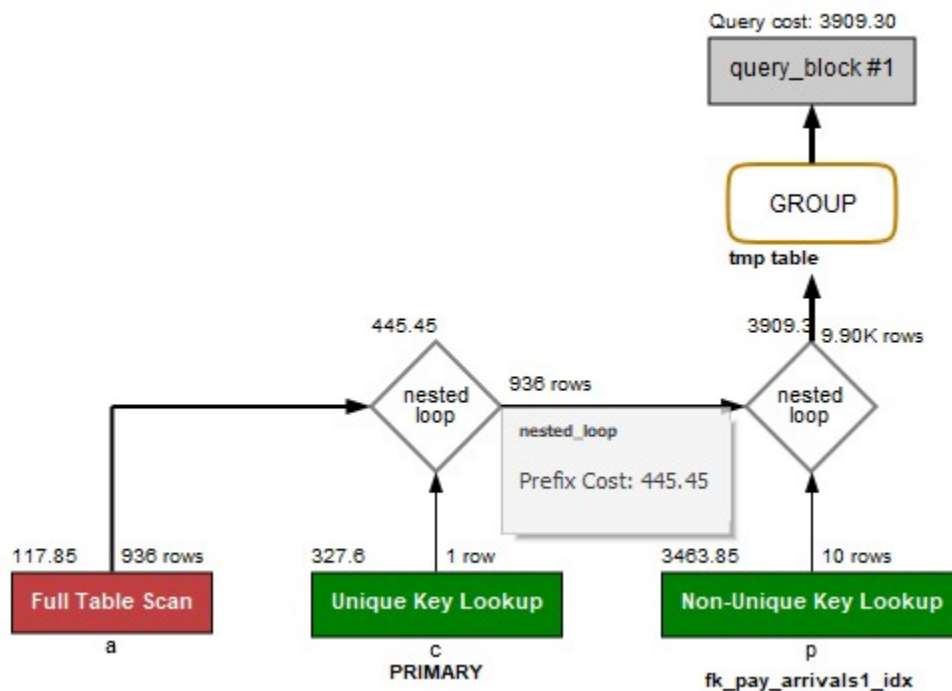 Query cost: 3909.30
query_block #1
GROUP
tmp table
445.45
3909.3
9.90K rows
nested
loop
936 rows
nested
loop
nested_loop
Prefix Cost: 445.45
117.85
936 rows
327.6
1 row
3463.85
10 rows
Full Table Scan
Unique Key Lookup
Non-Unique Key Lookup
a
c
p
PRIMARY
fk_pay_arrivals1_idx